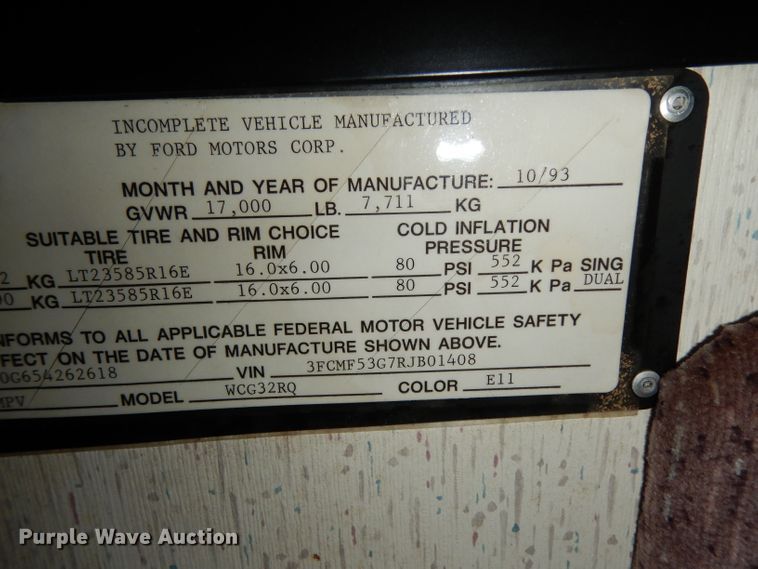 INCOMPLETE VEHICLE MANUFACTURED
BY FORD MOTORS CORP.
MONTH AND YEAR OF MANUFACTURE: 10/93
GVWR 17,000 LB. 7,711 KG
SUITABLE TIRE AND RIM CHOICE COLD INFLATION
TIRE RIM PRESSURE
2 KG LT23585R16E 16.0x6.00 80 PSI 552 K Pa SING
00 KG LT23585R16E 16.0x6.00 80 PSI 552 K Pa DUAL
NFORMS TO ALL APPLICABLE FEDERAL MOTOR VEHICLE SAFETY
FFECT ON THE DATE OF MANUFACTURE SHOWN ABOVE.
0G654262618 VIN 3FCMF53G7RJB01408
MPV MODEL WCG32RQ COLOR E11
Purple Wave Auction